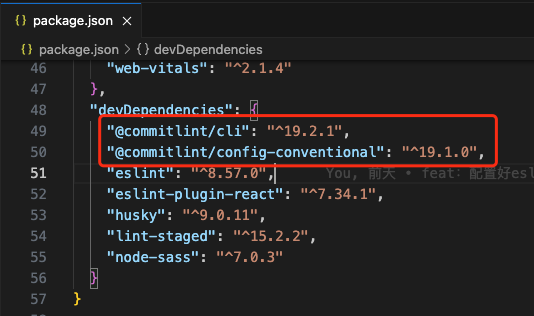 {} package.json ×
{} package.json > {} devDependencies
46 "web-vitals": "^2.1.4"
47 },
48 "devDependencies": {
49 "@commitlint/cli": "^19.2.1",
50 "@commitlint/config-conventional": "^19.1.0",
51 "eslint": "^8.57.0", You, 前天 • feat: 配置好esl
52 "eslint-plugin-react": "^7.34.1",
53 "husky": "^9.0.11",
54 "lint-staged": "^15.2.2",
55 "node-sass": "^7.0.3"
56 }
57 }